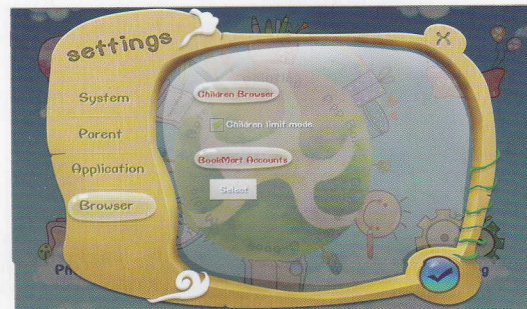 settings
System
Parent
Application
Browser
Children Browser
Children limit mode
BookMart Accounts
Select